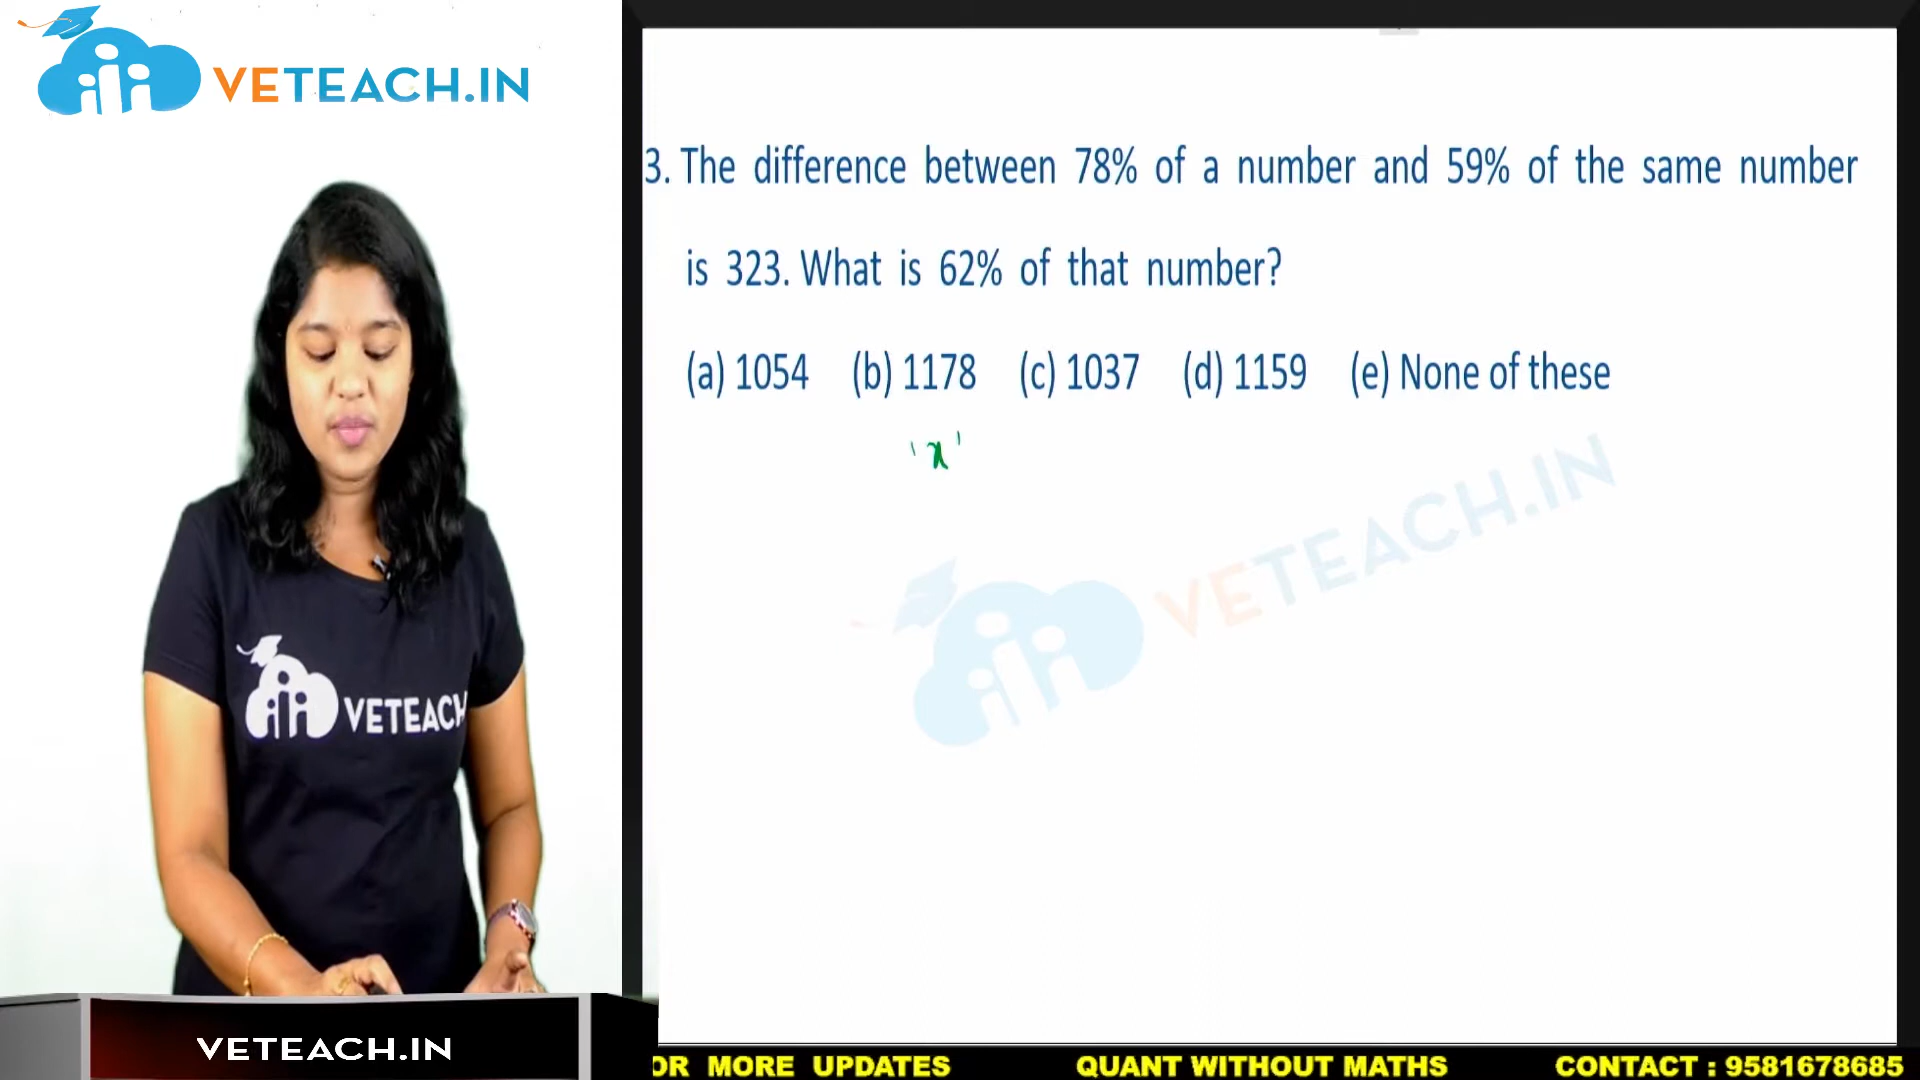 VETEACH.IN
3. The difference between 78% of a number and 59% of the same number
is 323. What is 62% of that number?
(a) 1054 (b) 1178 (c) 1037 (d) 1159 (e) None of these
'x'
VETEACH.IN
VETEACH
VETEACH.IN
OR MORE UPDATES QUANT WITHOUT MATHS CONTACT : 9581678685